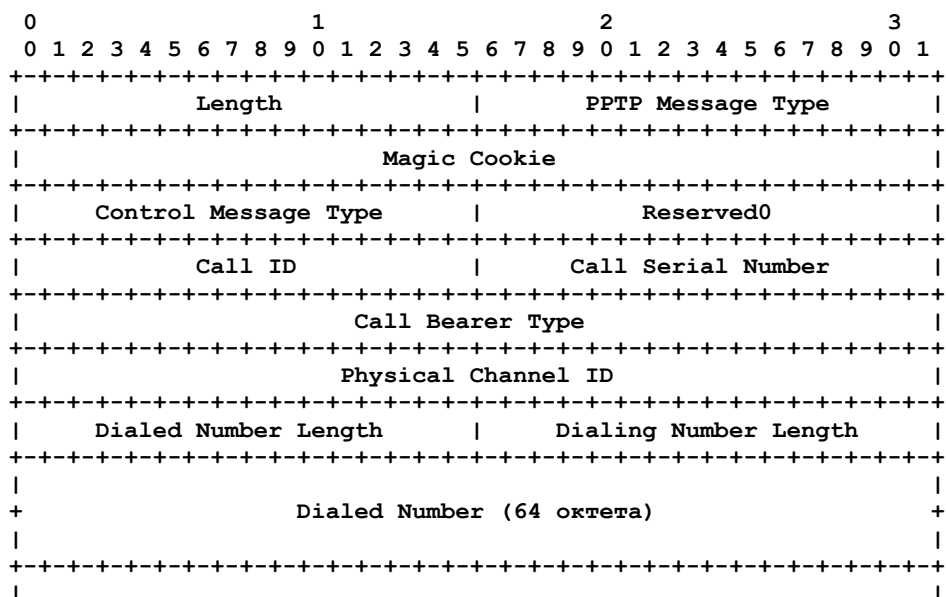 0                   1                   2                   3
 0 1 2 3 4 5 6 7 8 9 0 1 2 3 4 5 6 7 8 9 0 1 2 3 4 5 6 7 8 9 0 1
+-+-+-+-+-+-+-+-+-+-+-+-+-+-+-+-+-+-+-+-+-+-+-+-+-+-+-+-+-+-+-+-+
|            Length             |       PPTP Message Type       |
+-+-+-+-+-+-+-+-+-+-+-+-+-+-+-+-+-+-+-+-+-+-+-+-+-+-+-+-+-+-+-+-+
|                         Magic Cookie                          |
+-+-+-+-+-+-+-+-+-+-+-+-+-+-+-+-+-+-+-+-+-+-+-+-+-+-+-+-+-+-+-+-+
|     Control Message Type      |           Reserved0           |
+-+-+-+-+-+-+-+-+-+-+-+-+-+-+-+-+-+-+-+-+-+-+-+-+-+-+-+-+-+-+-+-+
|            Call ID            |      Call Serial Number       |
+-+-+-+-+-+-+-+-+-+-+-+-+-+-+-+-+-+-+-+-+-+-+-+-+-+-+-+-+-+-+-+-+
|                       Call Bearer Type                        |
+-+-+-+-+-+-+-+-+-+-+-+-+-+-+-+-+-+-+-+-+-+-+-+-+-+-+-+-+-+-+-+-+
|                      Physical Channel ID                      |
+-+-+-+-+-+-+-+-+-+-+-+-+-+-+-+-+-+-+-+-+-+-+-+-+-+-+-+-+-+-+-+-+
|     Dialed Number Length      |     Dialing Number Length     |
+-+-+-+-+-+-+-+-+-+-+-+-+-+-+-+-+-+-+-+-+-+-+-+-+-+-+-+-+-+-+-+-+
|                                                               |
+                   Dialed Number (64 октета)                   +
|                                                               |
+-+-+-+-+-+-+-+-+-+-+-+-+-+-+-+-+-+-+-+-+-+-+-+-+-+-+-+-+-+-+-+-+
|                                                               |